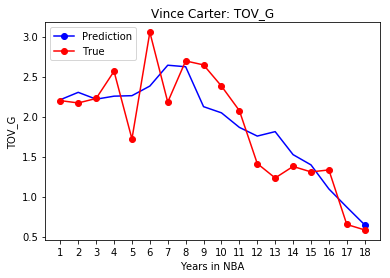 Vince Carter: TOV_G
Prediction
True
TOV_G
3.0
2.5
2.0
1.5
1.0
0.5
1 2 3 4 5 6 7 8 9 10 11 12 13 14 15 16 17 18
Years in NBA